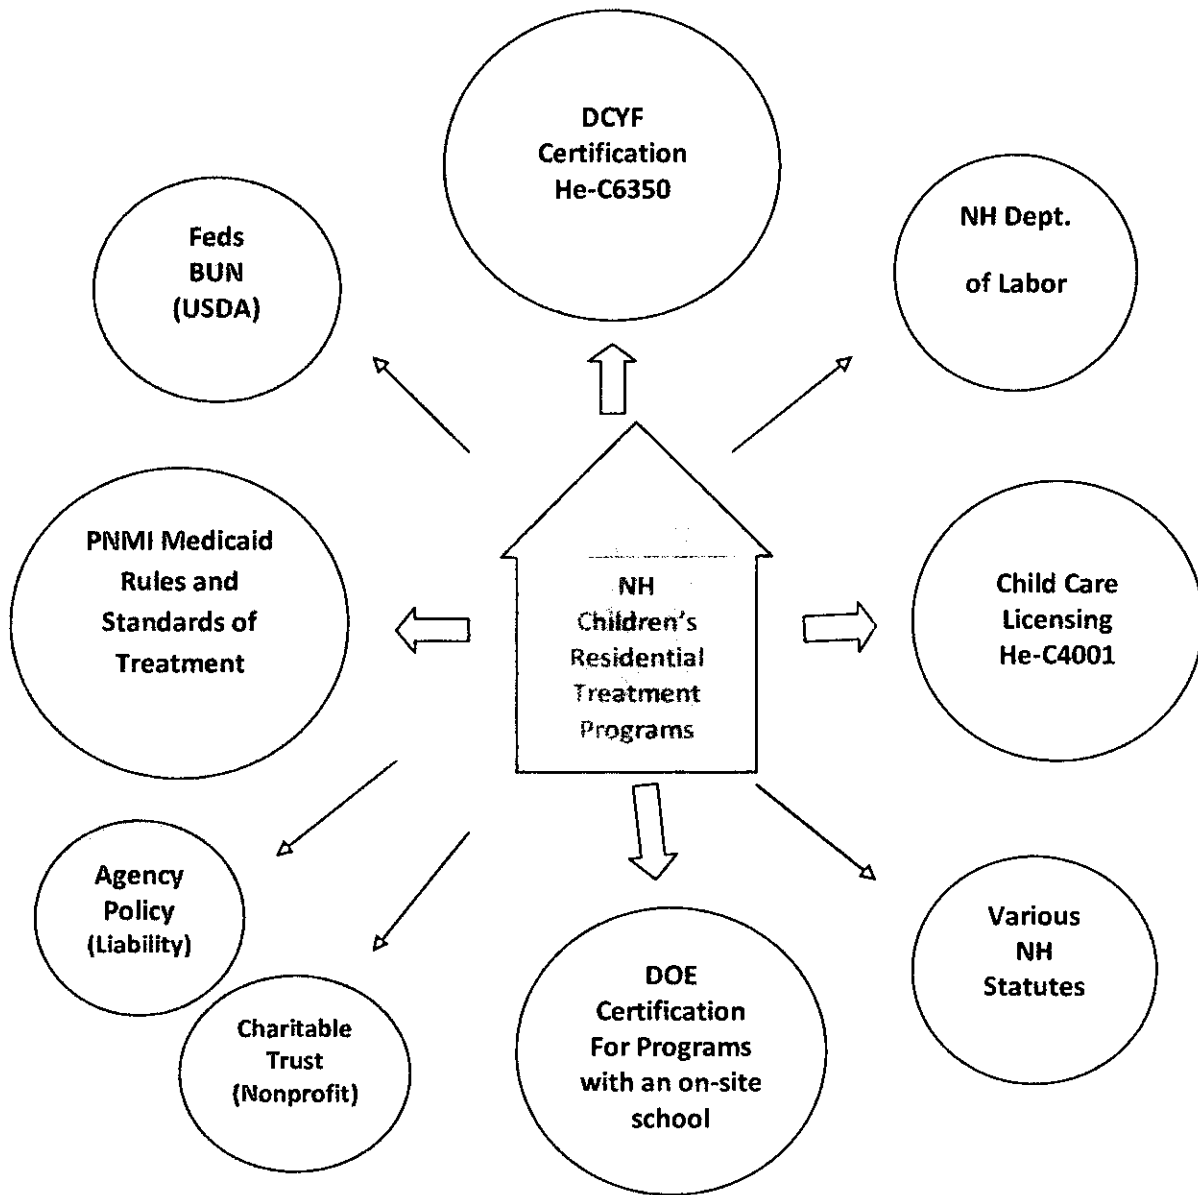 DCYF
Certification
He-C6350
Feds
BUN
(USDA)
NH Dept.
of Labor
PNMI Medicaid
Rules and
Standards of
Treatment
NH
Children's
Residential
Treatment
Programs
Child Care
Licensing
He-C4001
Agency
Policy
(Liability)
Charitable
Trust
(Nonprofit)
DOE
Certification
For Programs
with an on-site
school
Various
NH
Statutes